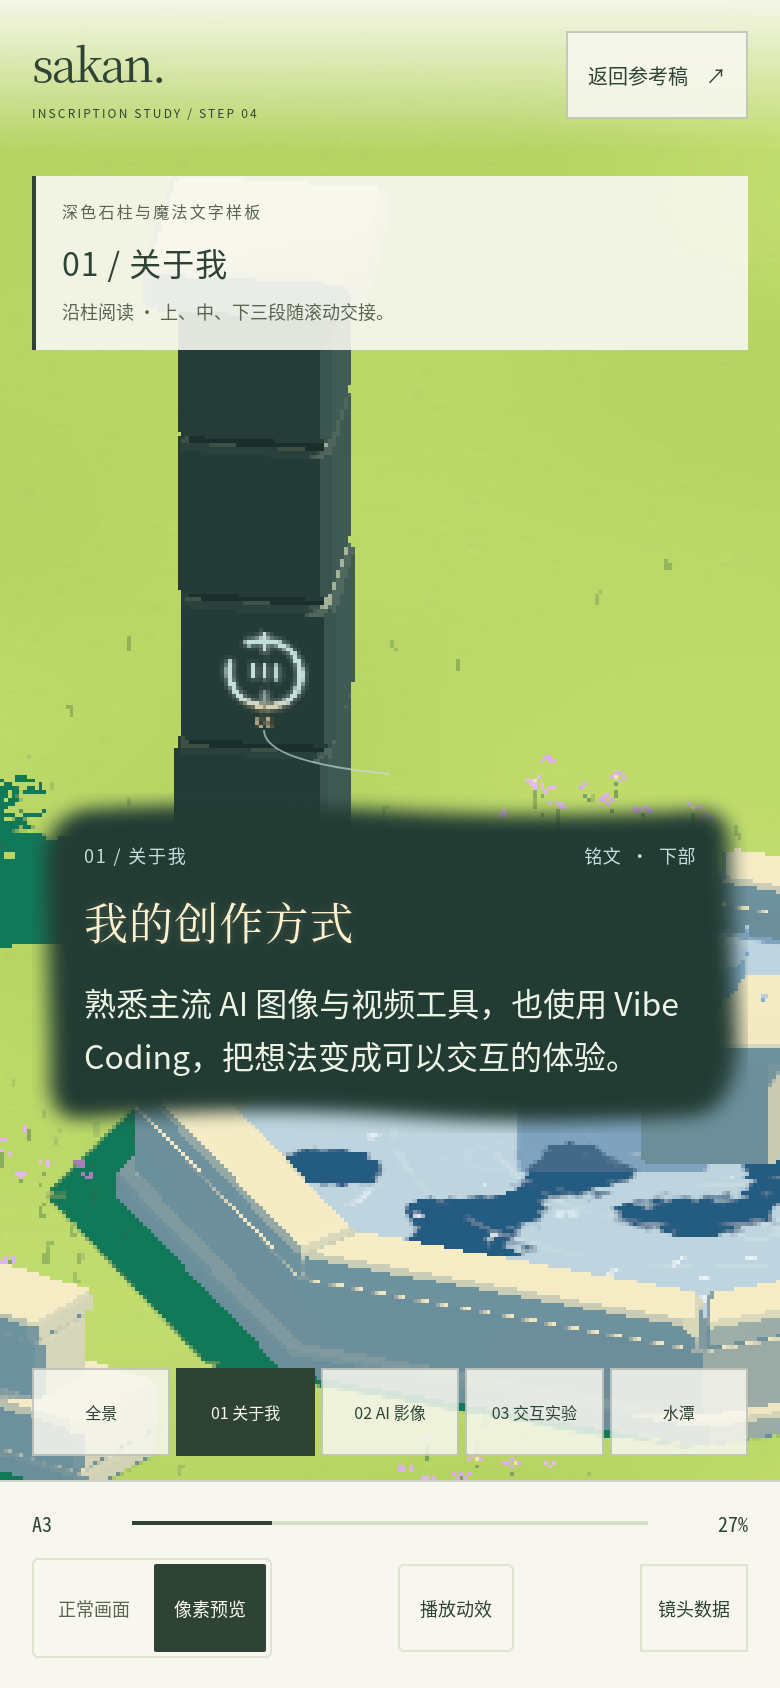 sakan.
INSCRIPTION STUDY / STEP 04
返回参考稿 ↗
深色石柱与魔法文字样板
01 / 关于我
沿柱阅读 · 上、中、下三段随滚动交接。
01 / 关于我
铭文 · 下部
我的创作方式
熟悉主流 AI 图像与视频工具，也使用 Vibe
Coding，把想法变成可以交互的体验。
全景
01 关于我
02 AI 影像
03 交互实验
水潭
A3
27%
正常画面
像素预览
播放动效
镜头数据